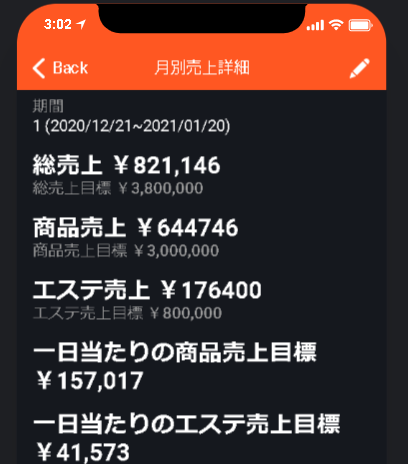 3:02
Back 月別売上詳細
期間
1 (2020/12/21~2021/01/20)
総売上 ￥821,146
総売上目標 ￥3,800,000
商品売上 ￥644746
商品売上目標 ￥3,000,000
エステ売上 ￥176400
エステ売上目標 ￥800,000
一日当たりの商品売上目標
￥157,017
一日当たりのエステ売上目標
￥41,573